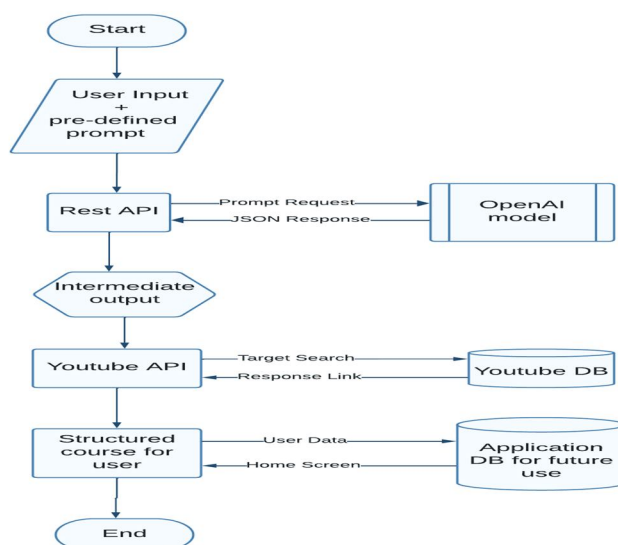 Start
User Input
+
pre-defined
prompt
Rest API
Prompt Request
JSON Response
OpenAI
model
Intermediate
output
Youtube API
Target Search
Response Link
Youtube DB
Structured
course for
user
User Data
Home Screen
Application
DB for future
use
End